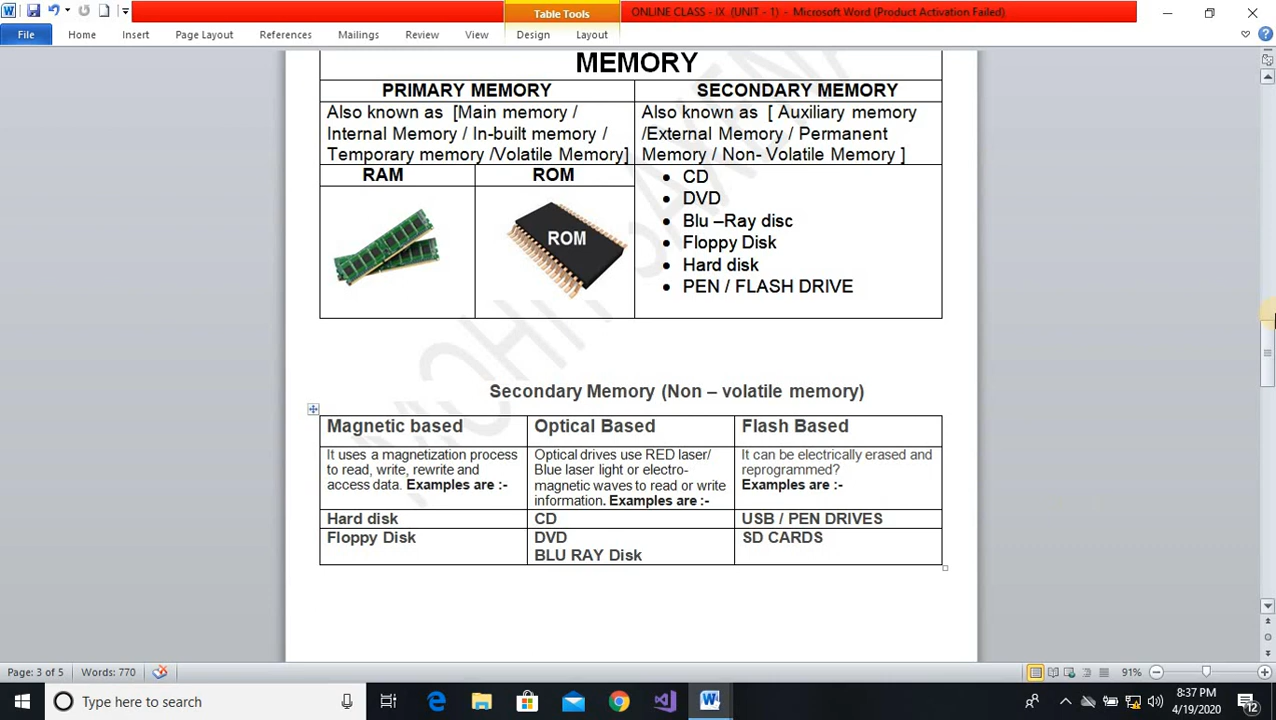 Table Tools
ONLINE CLASS - IX (UNIT - 1) - Microsoft Word (Product Activation Failed)
File Home Insert Page Layout References Mailings Review View Design Layout
MEMORY
PRIMARY MEMORY
SECONDARY MEMORY
Also known as [Main memory /
Internal Memory / In-built memory /
Temporary memory /Volatile Memory]
Also known as [ Auxiliary memory
/External Memory / Permanent
Memory / Non- Volatile Memory ]
RAM
ROM
ROM
• CD
• DVD
• Blu –Ray disc
• Floppy Disk
• Hard disk
• PEN / FLASH DRIVE
Secondary Memory (Non – volatile memory)
Magnetic based
Optical Based
Flash Based
It uses a magnetization process
to read, write, rewrite and
access data. Examples are :-
Optical drives use RED laser/
Blue laser light or electro-
magnetic waves to read or write
information. Examples are :-
It can be electrically erased and
reprogrammed?
Examples are :-
Hard disk
CD
USB / PEN DRIVES
Floppy Disk
DVD
BLU RAY Disk
SD CARDS
Page: 3 of 5
Words: 770
91%
Type here to search
8:37 PM
4/19/2020
12